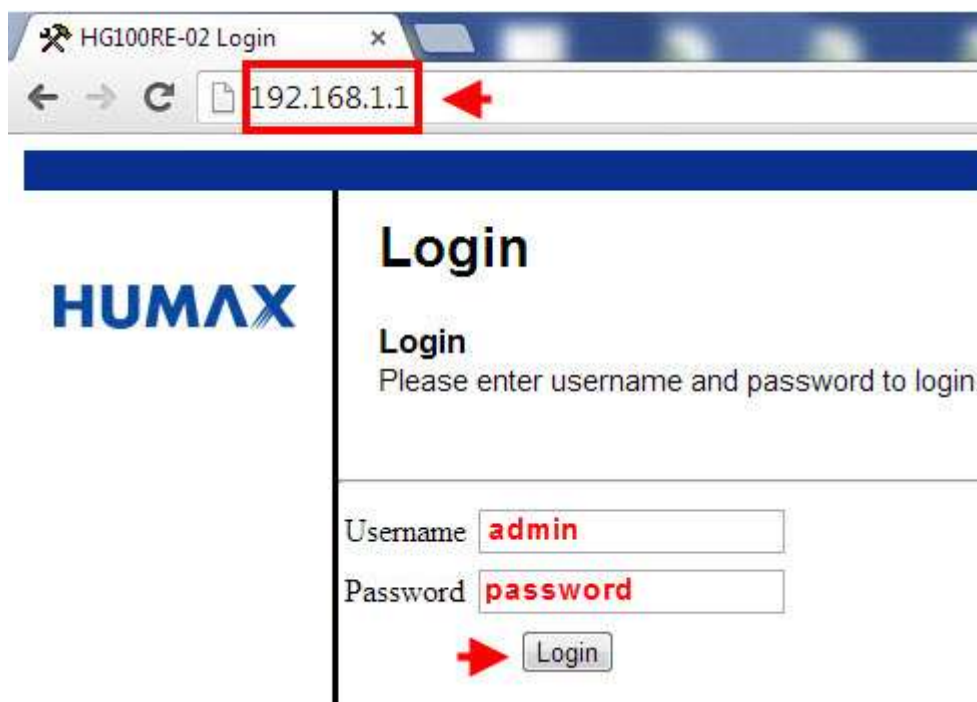 HG100RE-02 Login
192.168.1.1
HUMAX
Login
Login
Please enter username and password to login
Username admin
Password password
Login